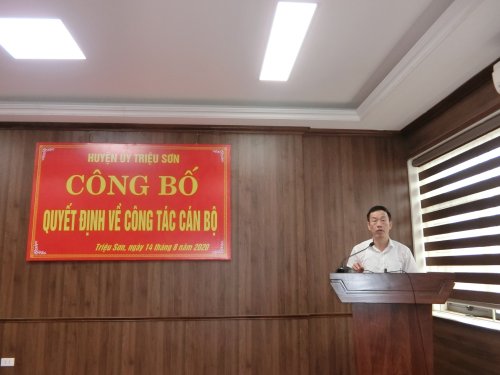 HUYỆN ỦY TRIỆU SƠN
CÔNG BỐ
QUYẾT ĐỊNH VỀ CÔNG TÁC CÁN BỘ
Triệu Sơn, ngày 14 tháng 8 năm 2020